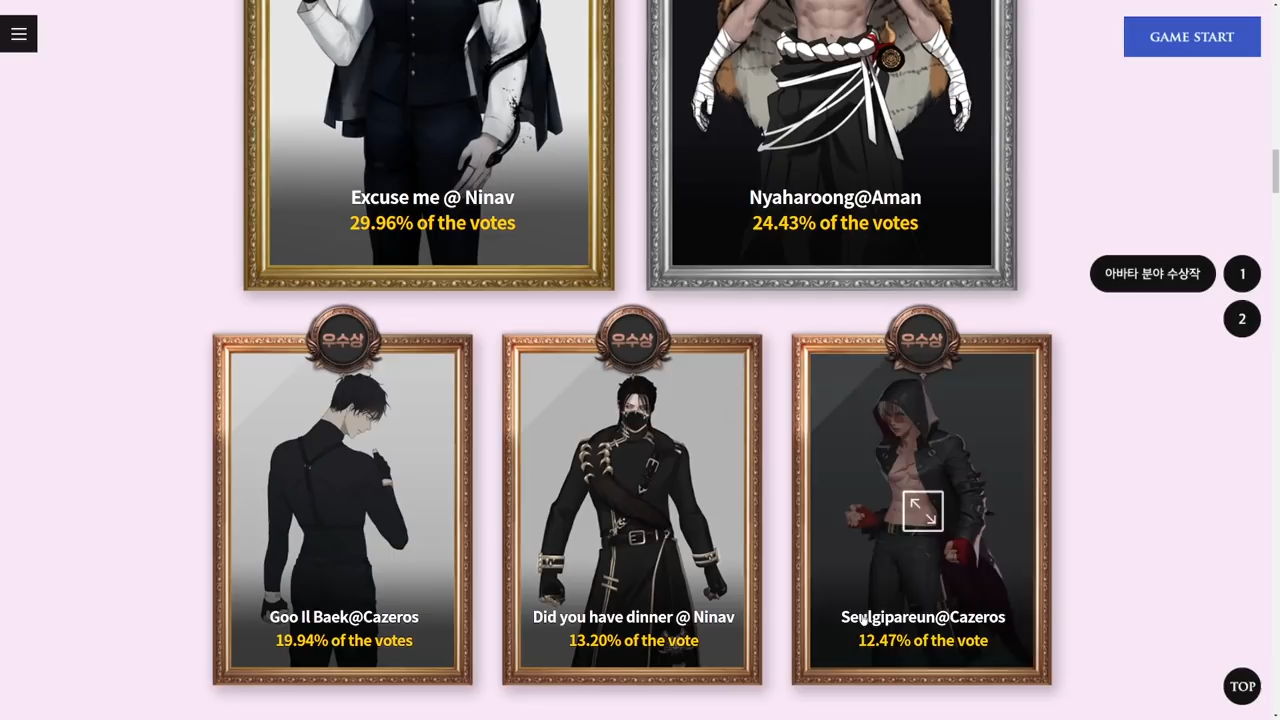 GAME START
Excuse me @ Ninav
29.96% of the votes
Nyaharoong@Aman
24.43% of the votes
아바타 분야 수상작
1
2
우수상
우수상
우수상
Goo Il Baek@Cazeros
19.94% of the votes
Did you have dinner @ Ninav
13.20% of the vote
Seulgipareun@Cazeros
12.47% of the vote
TOP